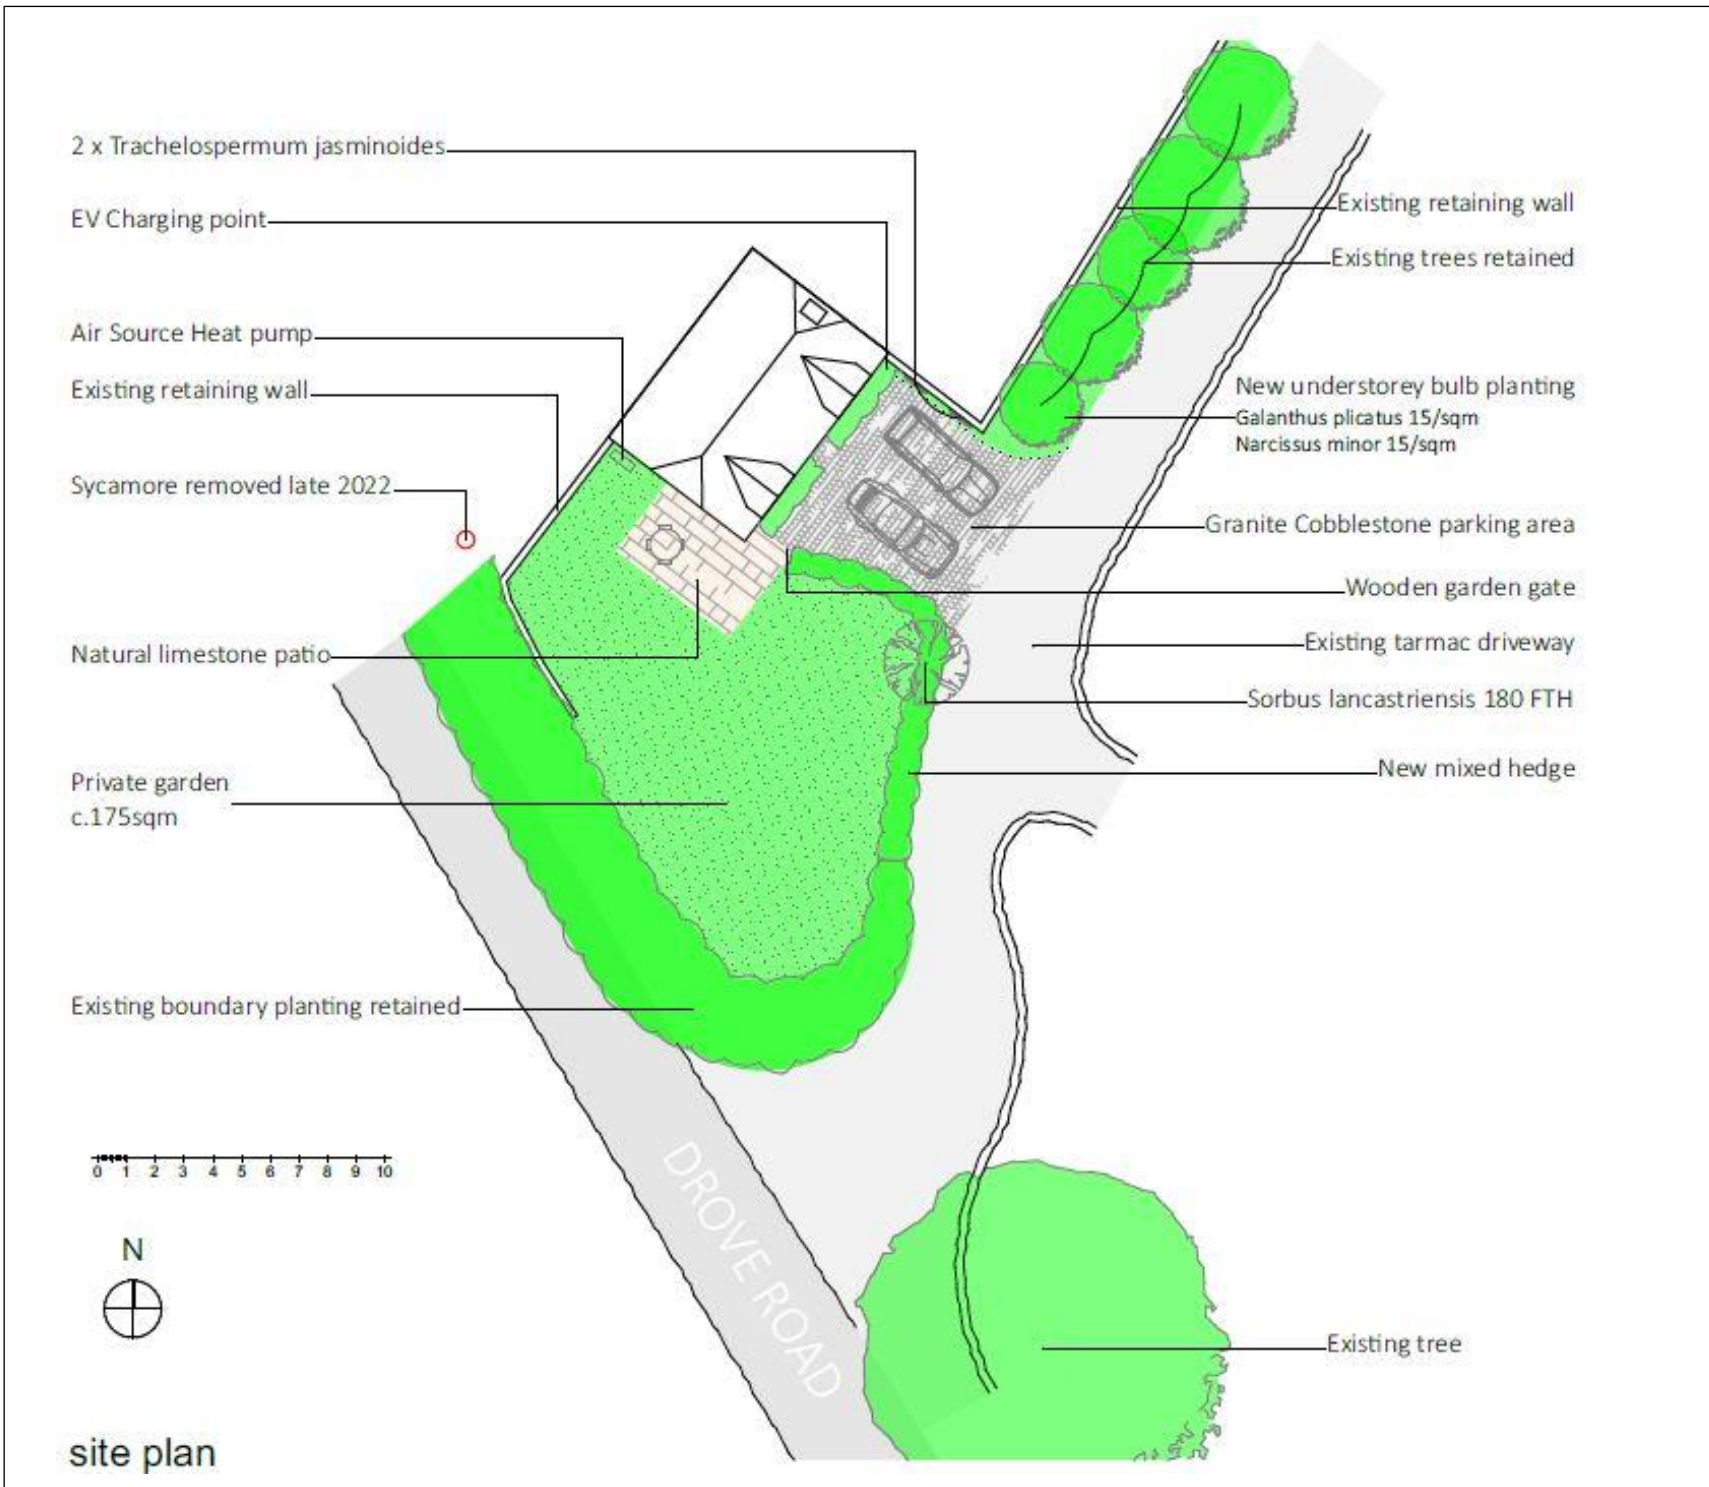 2 x Trachelospermum jasminoides
EV Charging point
Air Source Heat pump
Existing retaining wall
Sycamore removed late 2022
Natural limestone patio
Private garden
c.175sqm
Existing boundary planting retained
Existing retaining wall
Existing trees retained
New understorey bulb planting
Galanthus plicatus 15/sqm
Narcissus minor 15/sqm
Granite Cobblestone parking area
Wooden garden gate
Existing tarmac driveway
Sorbus lancastriensis 180 FTH
New mixed hedge
DROVE ROAD
Existing tree
0 1 2 3 4 5 6 7 8 9 10
N
site plan